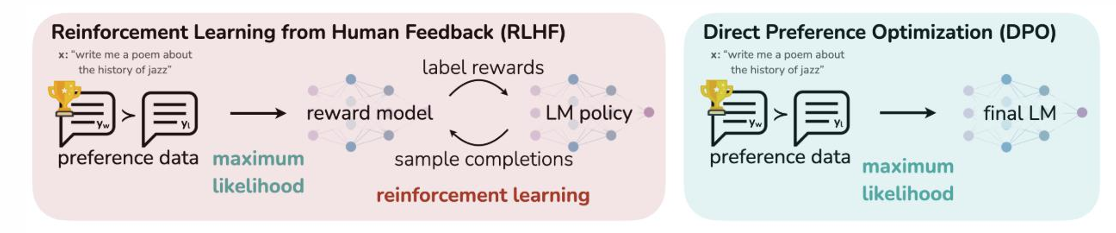 Reinforcement Learning from Human Feedback (RLHF)
x: "write me a poem about
the history of jazz"
label rewards
yw > yl
reward model
LM policy
preference data
maximum
likelihood
sample completions
reinforcement learning
Direct Preference Optimization (DPO)
x: "write me a poem about
the history of jazz"
yw > yl
final LM
preference data
maximum
likelihood